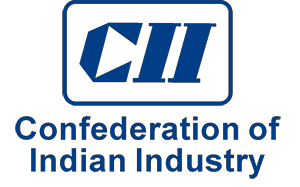 CII
Confederation of
Indian Industry